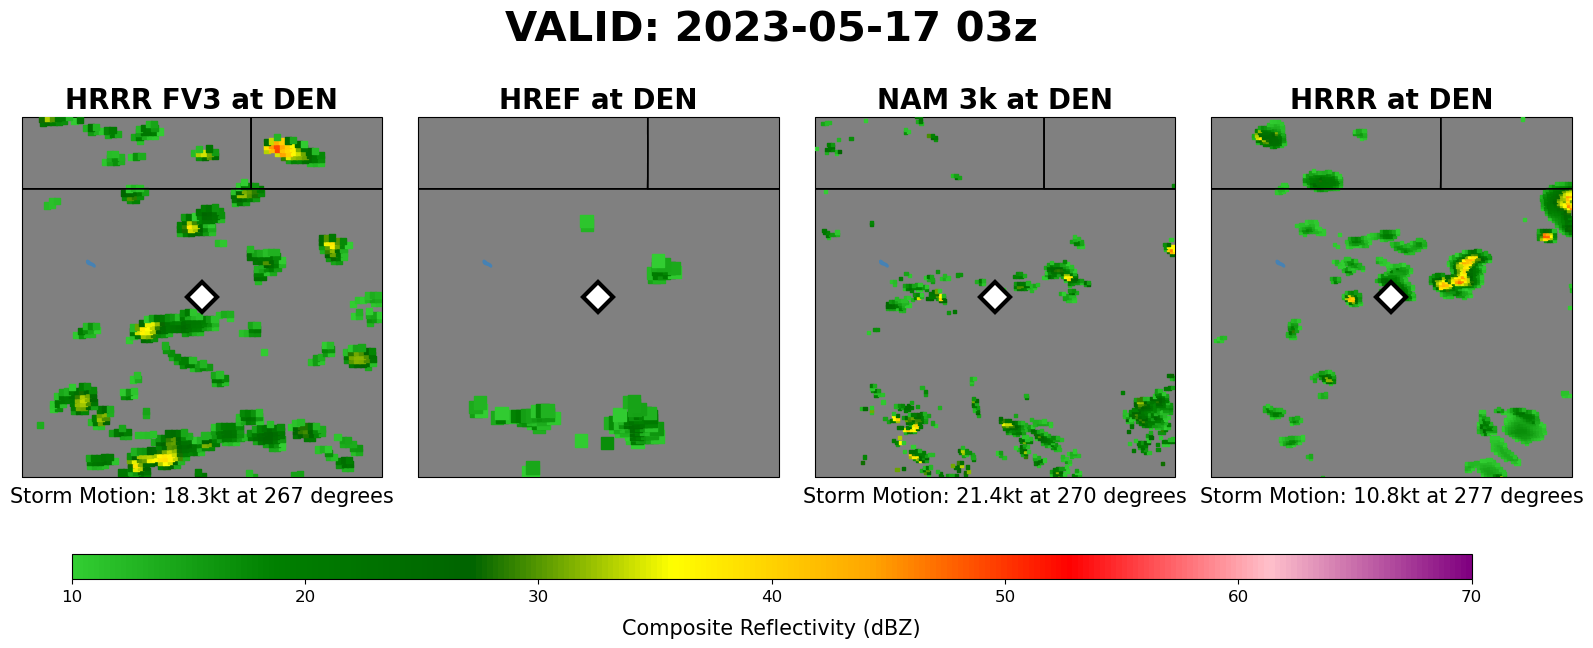 VALID: 2023-05-17 03z
HRRR FV3 at DEN
HREF at DEN
NAM 3k at DEN
HRRR at DEN
Storm Motion: 18.3kt at 267 degrees
Storm Motion: 21.4kt at 270 degrees
Storm Motion: 10.8kt at 277 degrees
10 20 30 40 50 60 70
Composite Reflectivity (dBZ)